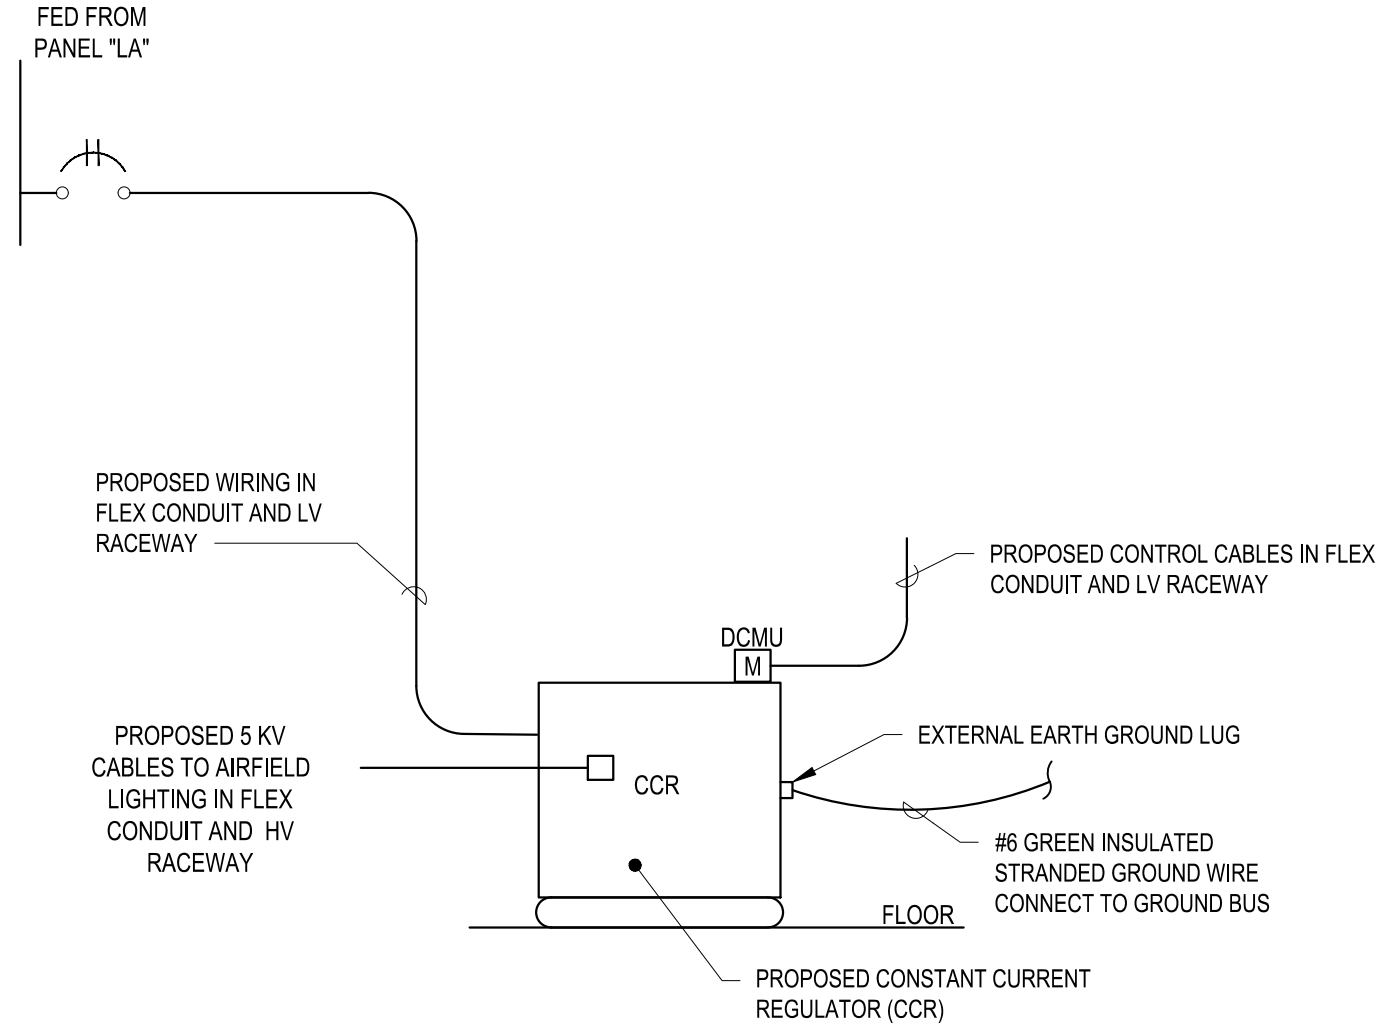 FED FROM
PANEL "LA"
PROPOSED WIRING IN
FLEX CONDUIT AND LV
RACEWAY
PROPOSED CONTROL CABLES IN FLEX
CONDUIT AND LV RACEWAY
DCMU
M
PROPOSED 5 KV
CABLES TO AIRFIELD
LIGHTING IN FLEX
CONDUIT AND HV
RACEWAY
CCR
EXTERNAL EARTH GROUND LUG
#6 GREEN INSULATED
STRANDED GROUND WIRE
CONNECT TO GROUND BUS
FLOOR
PROPOSED CONSTANT CURRENT
REGULATOR (CCR)